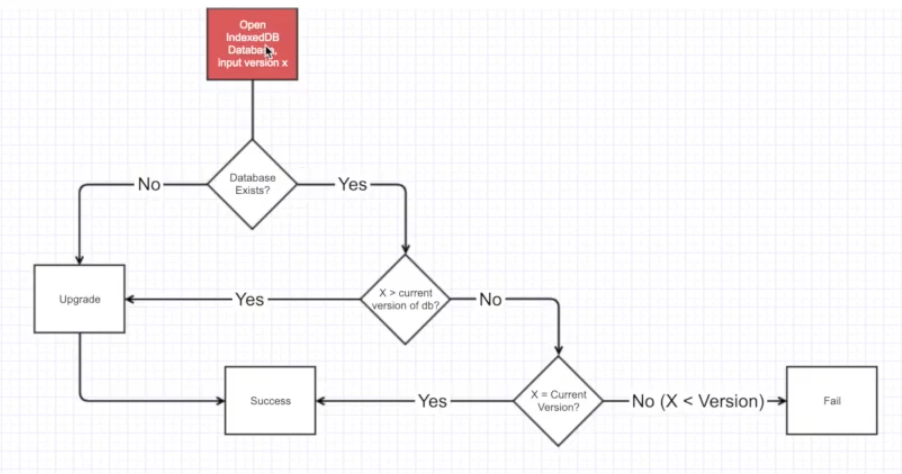 Open
IndexedDB
Database,
input version x
Database
Exists?
No
Yes
Upgrade
Yes
X > current
version of db?
No
Success
Yes
X = Current
Version?
No (X < Version)
Fail